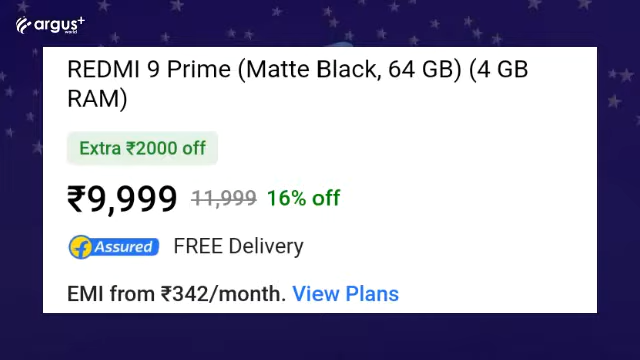 argus+
world
REDMI 9 Prime (Matte Black, 64 GB) (4 GB
RAM)
Extra ₹2000 off
₹9,999 11,999 16% off
f Assured FREE Delivery
EMI from ₹342/month. View Plans